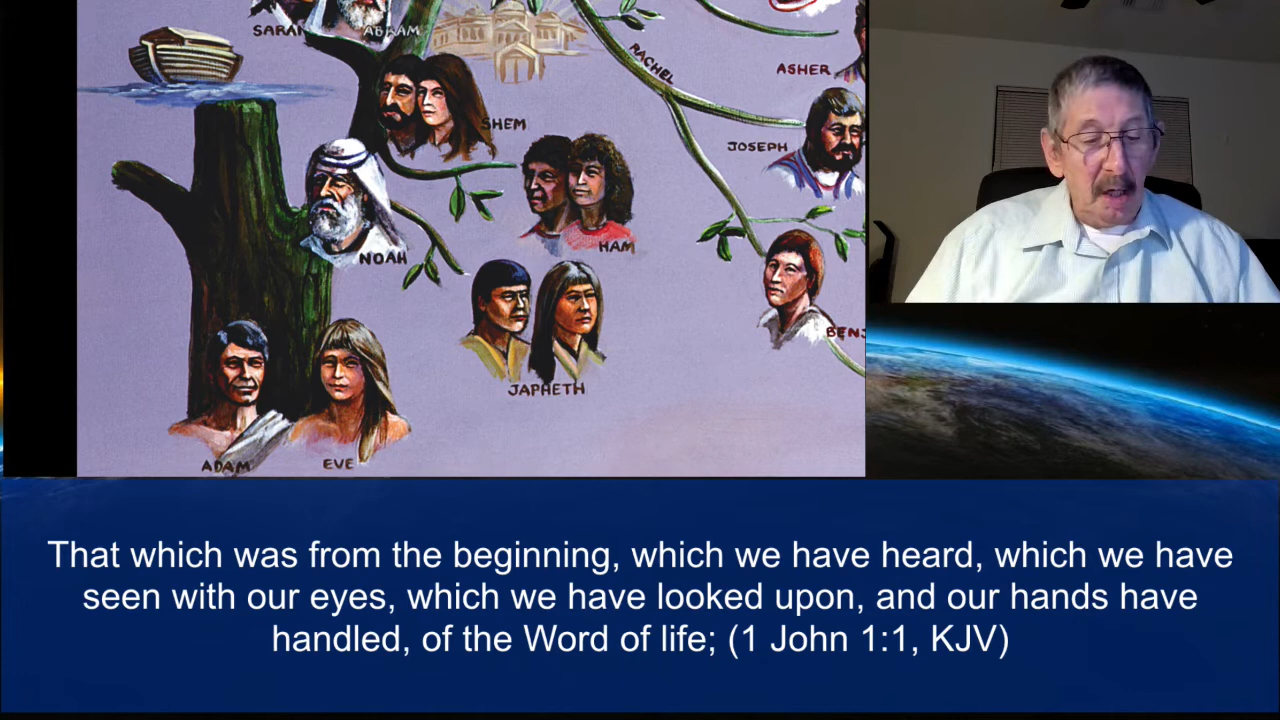 SARAI
ABRAM
RACHEL
ASHER
SHEM
JOSEPH
HAM
NOAH
BENJ
JAPHETH
ADAM
EVE
That which was from the beginning, which we have heard, which we have
seen with our eyes, which we have looked upon, and our hands have
handled, of the Word of life; (1 John 1:1, KJV)